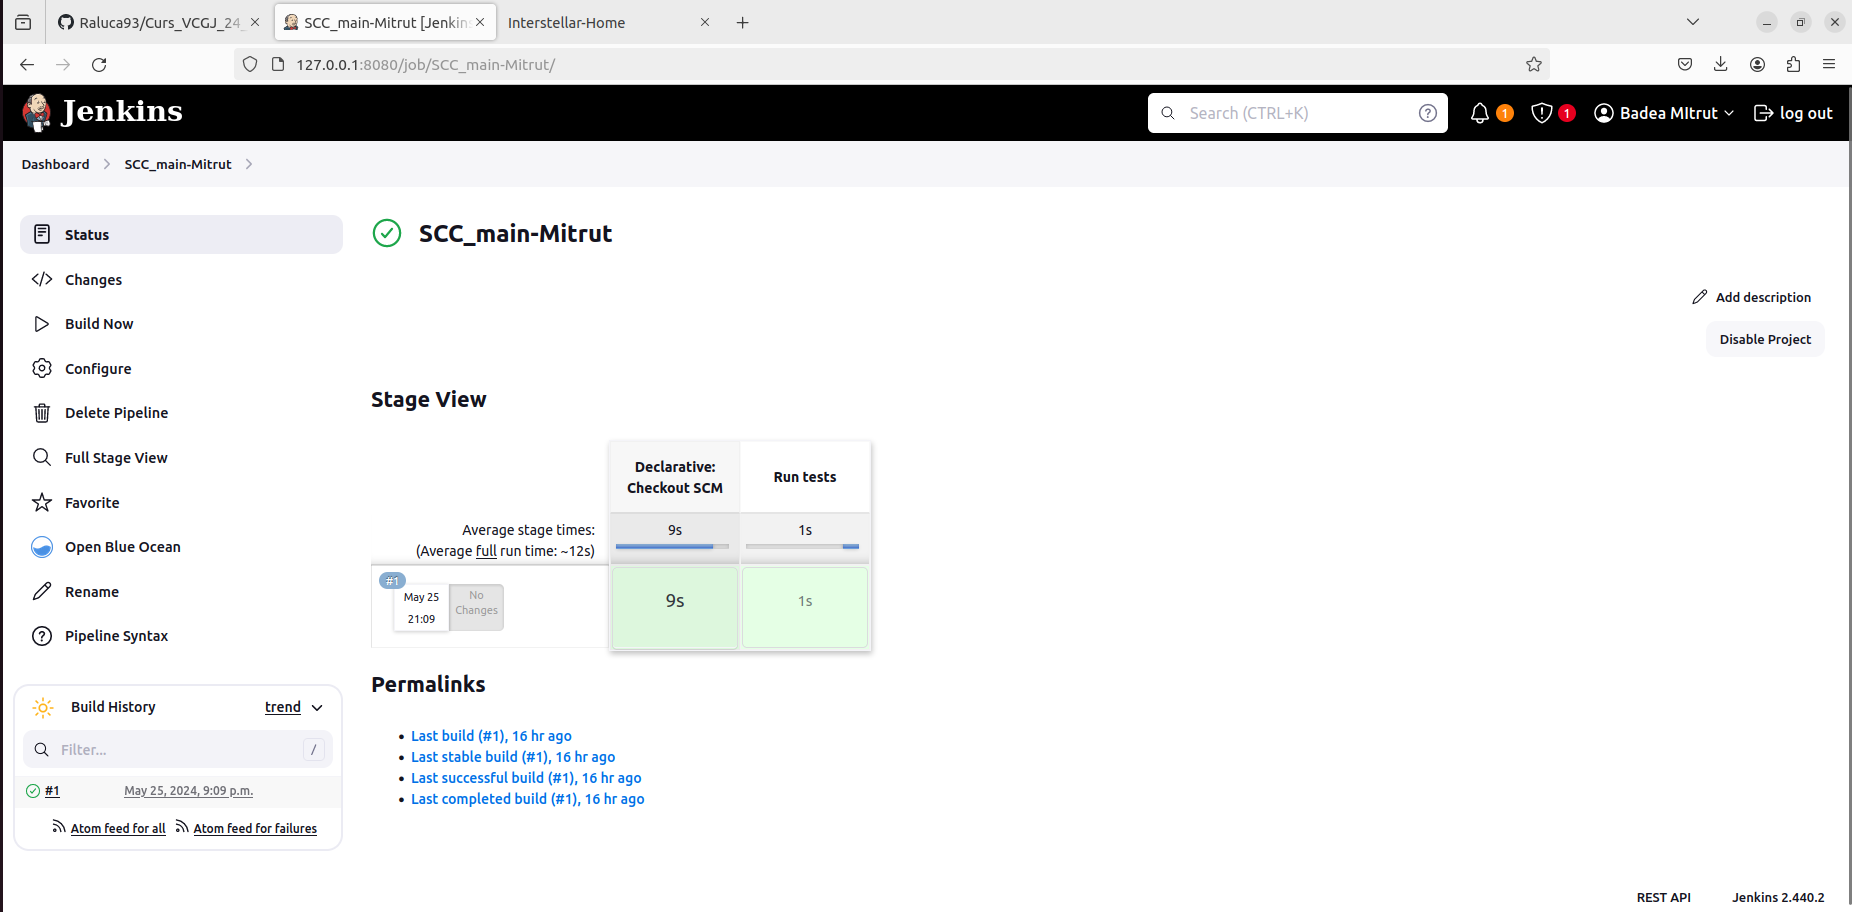 Raluca93/Curs_VCGJ_24_
SCC_main-Mitrut [Jenkins
Interstellar-Home
127.0.0.1:8080/job/SCC_main-Mitrut/
Jenkins
Search (CTRL+K)
1
1
Badea MItrut
log out
Dashboard
SCC_main-Mitrut
Status
Changes
Build Now
Configure
Delete Pipeline
Full Stage View
Favorite
Open Blue Ocean
Rename
Pipeline Syntax
Build History
trend
Filter...
/
#1
May 25, 2024, 9:09 p.m.
Atom feed for all
Atom feed for failures
SCC_main-Mitrut
Add description
Disable Project
Stage View
Declarative:
Checkout SCM
Run tests
Average stage times:
(Average full run time: ~12s)
9s
1s
#1
May 25
21:09
No
Changes
9s
1s
Permalinks
Last build (#1), 16 hr ago
Last stable build (#1), 16 hr ago
Last successful build (#1), 16 hr ago
Last completed build (#1), 16 hr ago
REST API
Jenkins 2.440.2